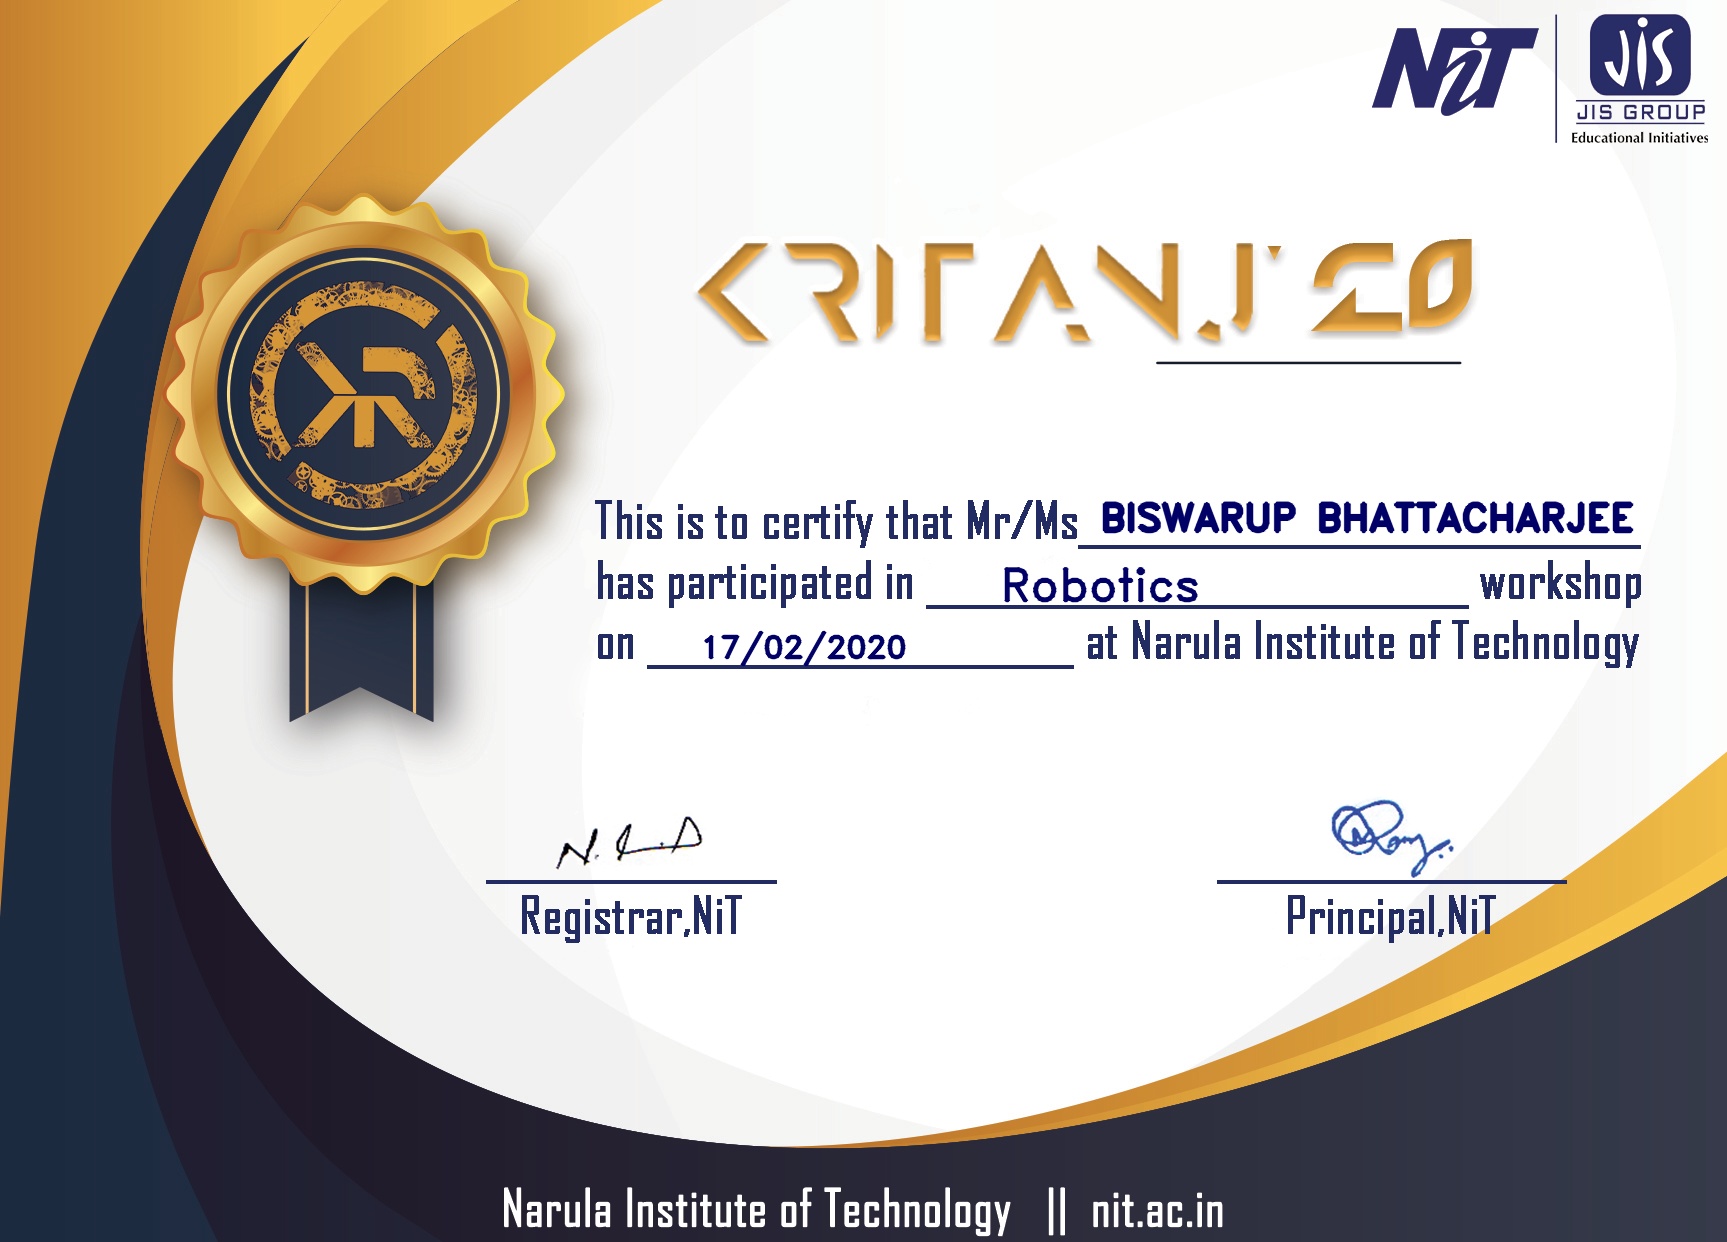 NiT
JiS
JIS GROUP
Educational Initiatives
KRITANJ'20
This is to certify that Mr/Ms BISWARUP BHATTACHARJEE
has participated in Robotics workshop
on 17/02/2020 at Narula Institute of Technology
Registrar,NiT
Principal,NiT
Narula Institute of Technology || nit.ac.in